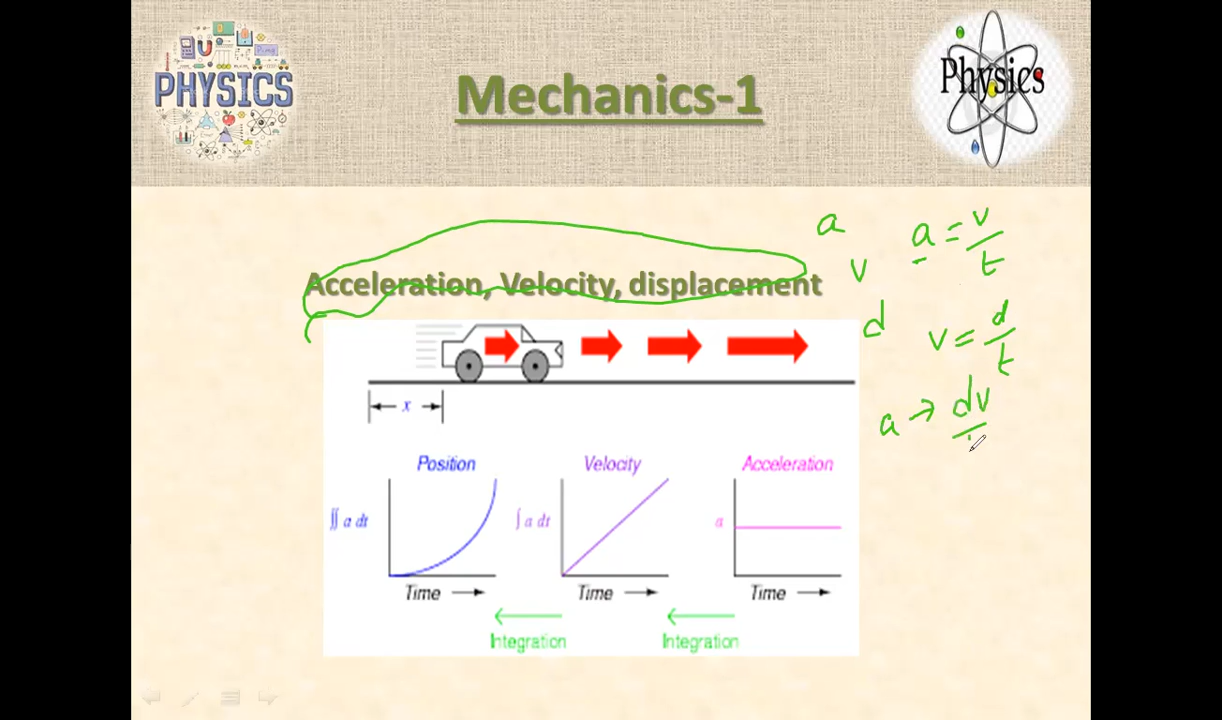 PHYSICS
Mechanics-1
Physics
a
a = v/t
Acceleration, Velocity, displacement
v
d
v = d/t
x
a → dv
Position
Velocity
Acceleration
∬ a dt
∫ a dt
a
Time
Time
Time
Integration
Integration